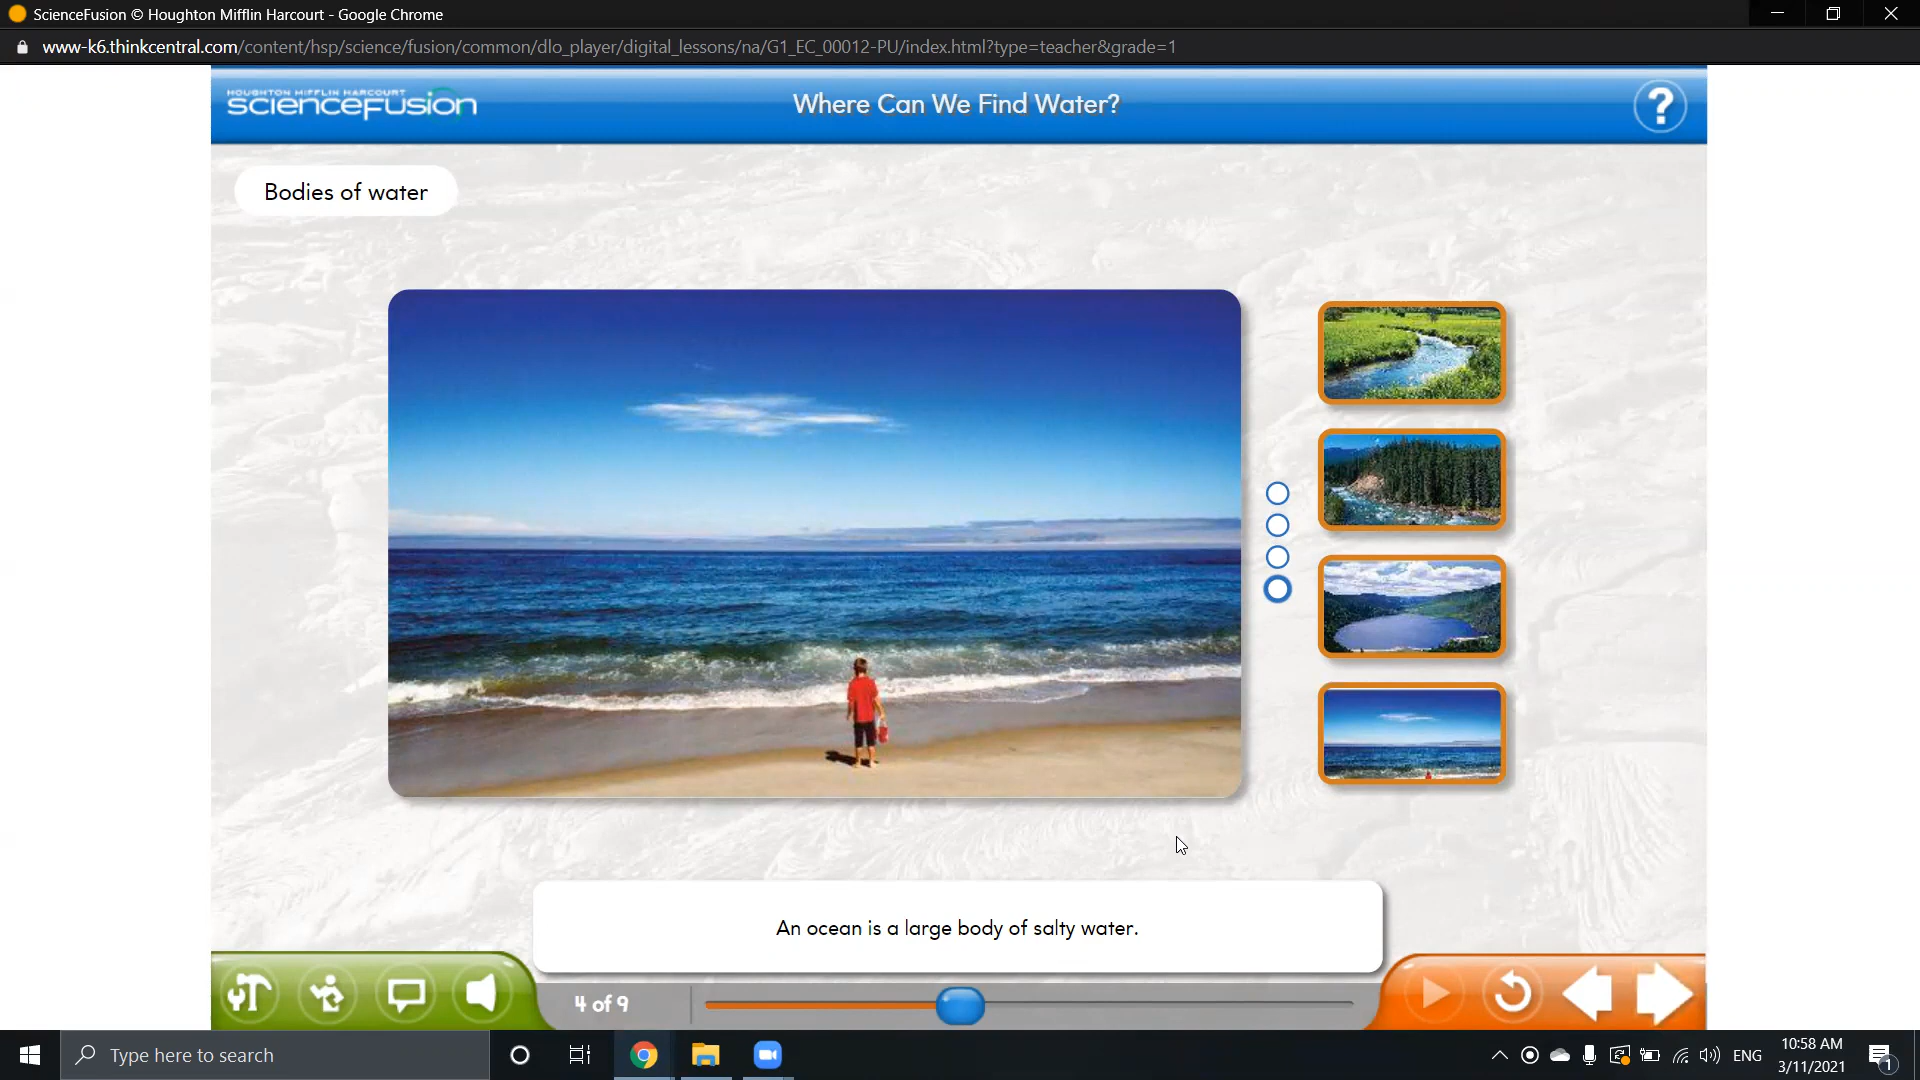 ScienceFusion © Houghton Mifflin Harcourt - Google Chrome
www-k6.thinkcentral.com/content/hsp/science/fusion/common/dlo_player/digital_lessons/na/G1_EC_00012-PU/index.html?type=teacher&grade=1
HOUGHTON MIFFLIN HARCOURT
scienceFusion
Where Can We Find Water?
?
Bodies of water
An ocean is a large body of salty water.
4 of 9
Type here to search
ENG
10:58 AM
3/11/2021
1